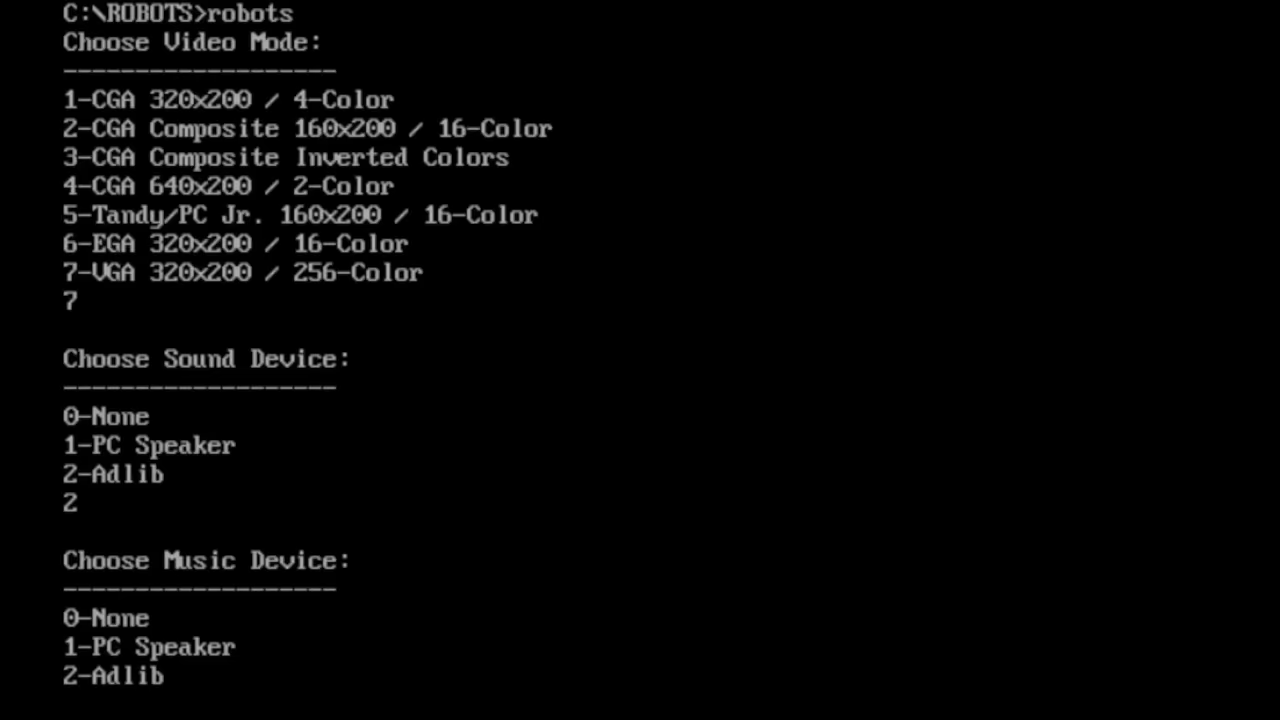 C:\ROBOTS>robots
Choose Video Mode:
-------------------
1-CGA 320x200 / 4-Color
2-CGA Composite 160x200 / 16-Color
3-CGA Composite Inverted Colors
4-CGA 640x200 / 2-Color
5-Tandy/PC Jr. 160x200 / 16-Color
6-EGA 320x200 / 16-Color
7-VGA 320x200 / 256-Color
7
Choose Sound Device:
-------------------
0-None
1-PC Speaker
2-Adlib
2
Choose Music Device:
-------------------
0-None
1-PC Speaker
2-Adlib